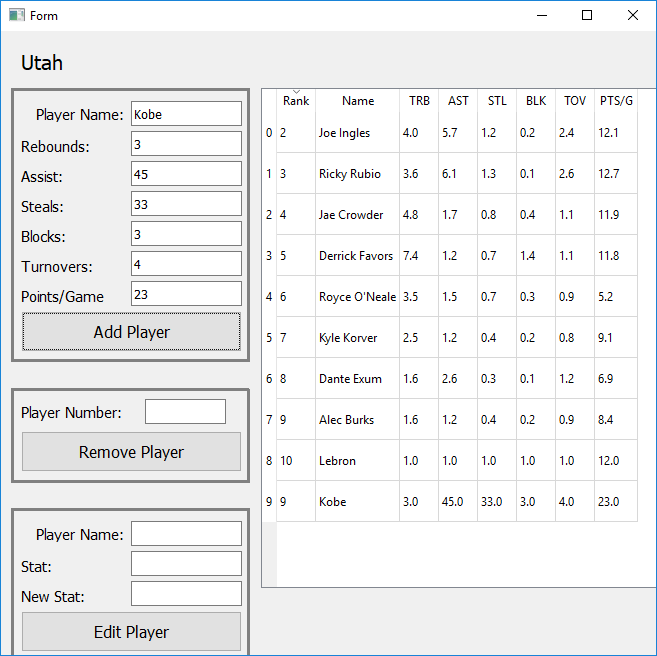 Form
Utah
Player Name: Kobe
Rebounds: 3
Assist: 45
Steals: 33
Blocks: 3
Turnovers: 4
Points/Game 23
Add Player
Player Number:
Remove Player
Player Name:
Stat:
New Stat:
Edit Player
Rank Name TRB AST STL BLK TOV PTS/G
0 2 Joe Ingles 4.0 5.7 1.2 0.2 2.4 12.1
1 3 Ricky Rubio 3.6 6.1 1.3 0.1 2.6 12.7
2 4 Jae Crowder 4.8 1.7 0.8 0.4 1.1 11.9
3 5 Derrick Favors 7.4 1.2 0.7 1.4 1.1 11.8
4 6 Royce O'Neale 3.5 1.5 0.7 0.3 0.9 5.2
5 7 Kyle Korver 2.5 1.2 0.4 0.2 0.8 9.1
6 8 Dante Exum 1.6 2.6 0.3 0.1 1.2 6.9
7 9 Alec Burks 1.6 1.2 0.4 0.2 0.9 8.4
8 10 Lebron 1.0 1.0 1.0 1.0 1.0 12.0
9 9 Kobe 3.0 45.0 33.0 3.0 4.0 23.0